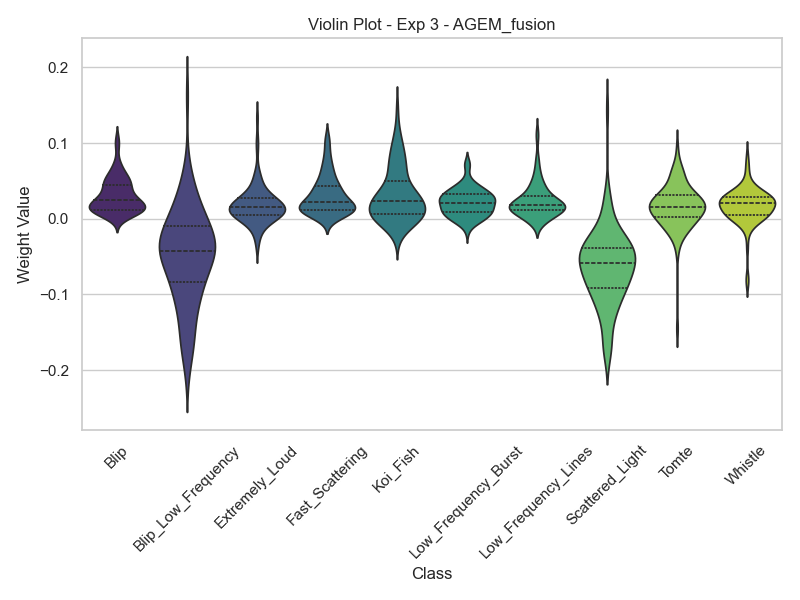 Violin Plot - Exp 3 - AGEM_fusion
Weight Value
0.2
0.1
0.0
−0.1
−0.2
Blip
Blip_Low_Frequency
Extremely_Loud
Fast_Scattering
Koi_Fish
Low_Frequency_Burst
Low_Frequency_Lines
Scattered_Light
Tomte
Whistle
Class